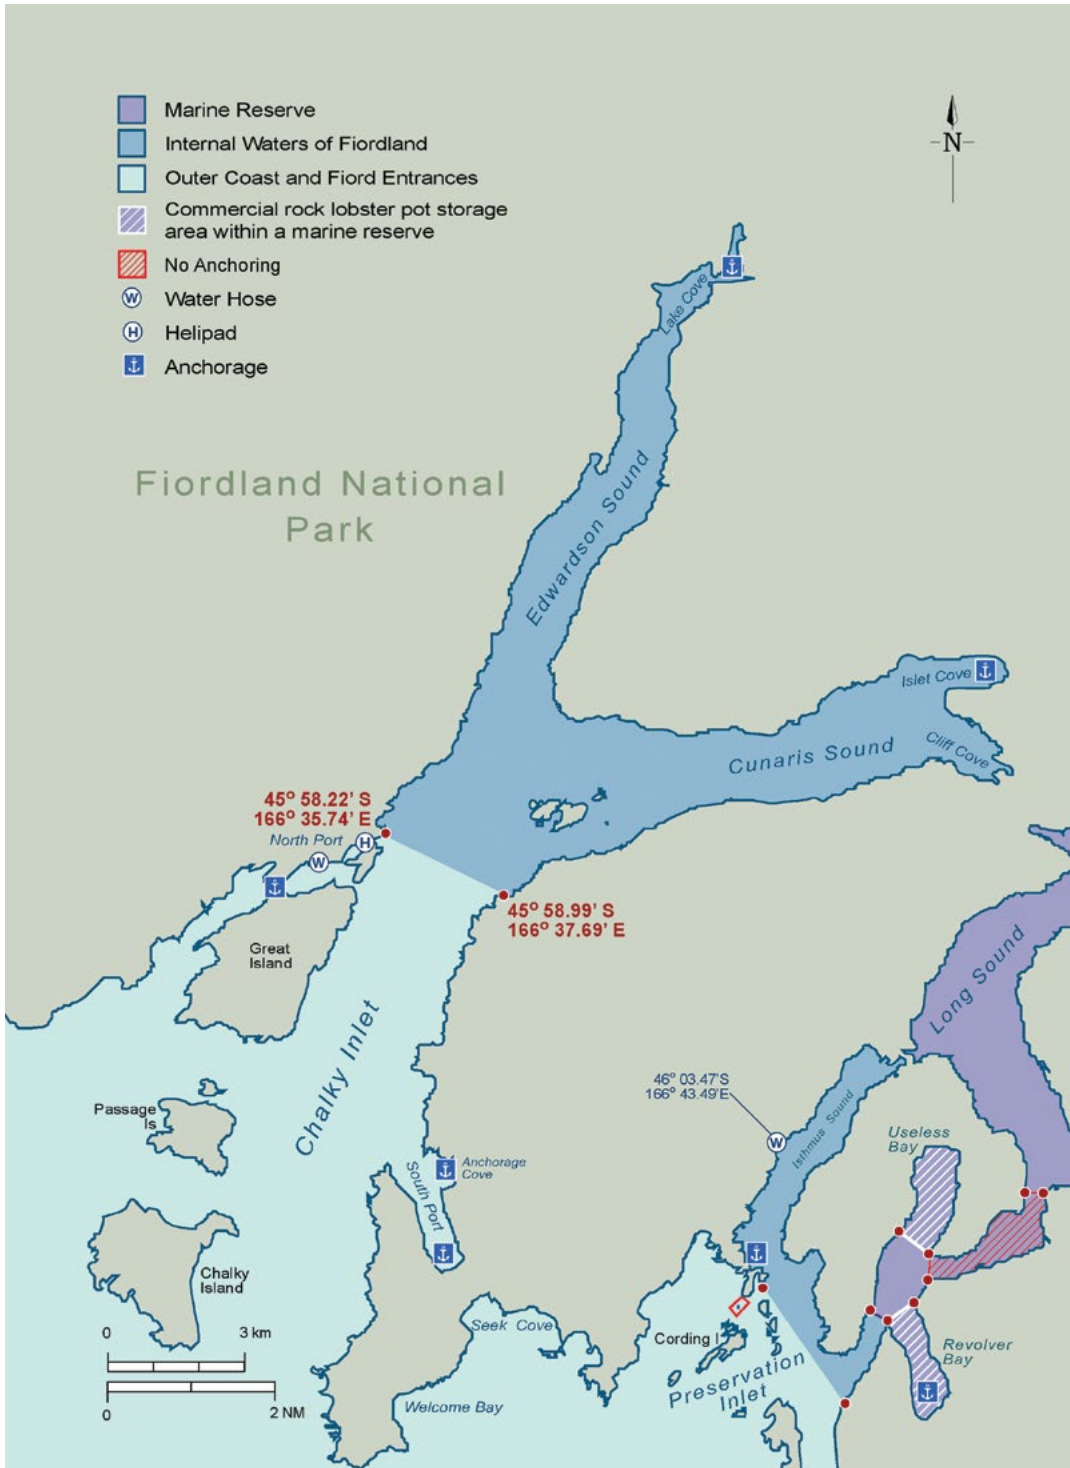 Marine Reserve
Internal Waters of Fiordland
Outer Coast and Fiord Entrances
Commercial rock lobster pot storage
area within a marine reserve
No Anchoring
W Water Hose
H Helipad
Anchorage
N
Fiordland National
Park
Lake Cove
Edwardson Sound
Islet Cove
Cliff Cove
Cunaris Sound
45° 58.22' S
166° 35.74' E
North Port
H
W
45° 58.99' S
166° 37.69' E
Great
Island
Long Sound
Chalky Inlet
46° 03.47'S
166° 43.49'E
W
Isthmus Sound
Useless
Bay
Passage
Is
Anchorage
Cove
South Port
Chalky
Island
Seek Cove
Cording I
Preservation
Inlet
Revolver
Bay
Welcome Bay
0 3 km
0 2 NM